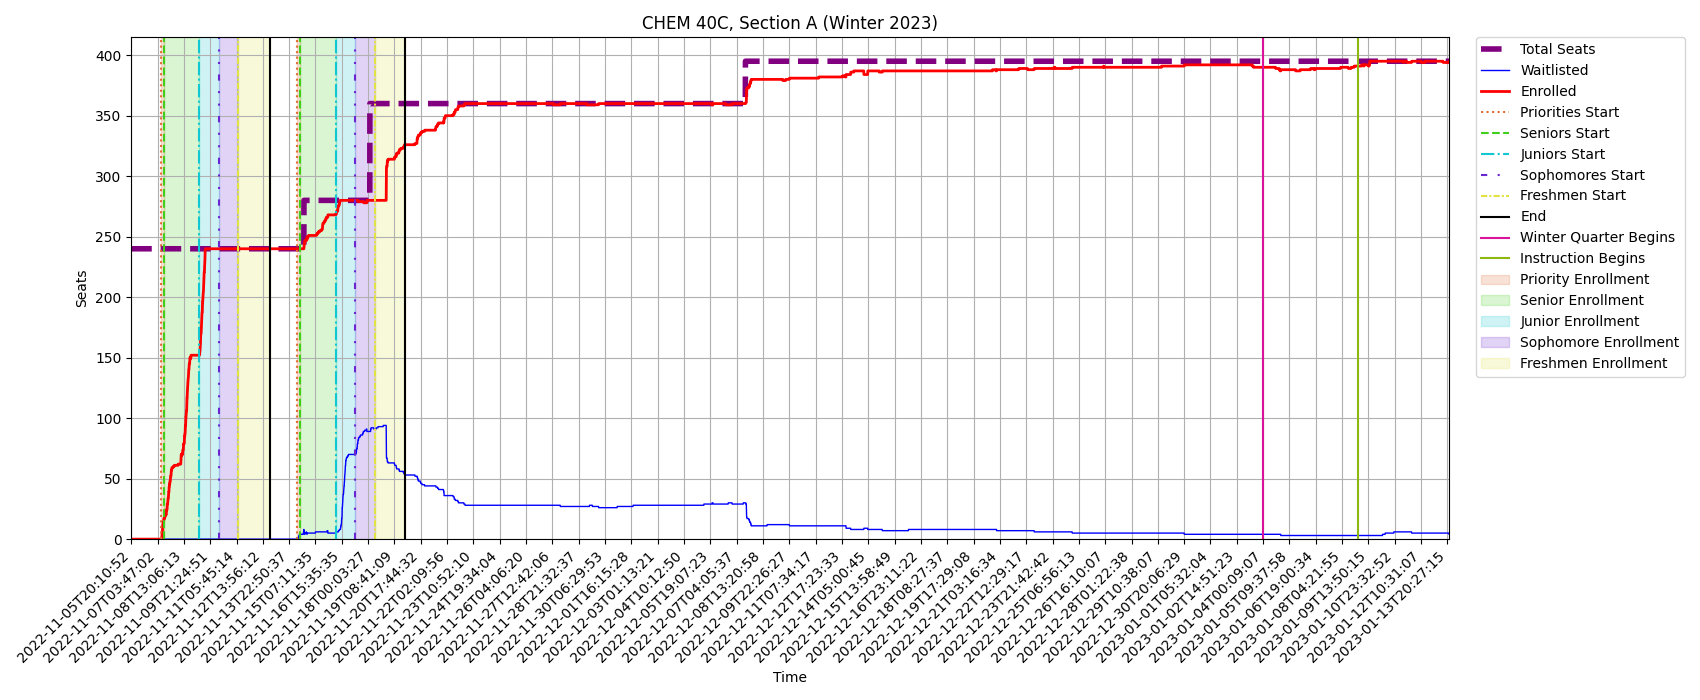 CHEM 40C, Section A (Winter 2023)
Seats
400
350
300
250
200
150
100
50
0
2022-11-05T20:10:52
2022-11-07T03:47:02
2022-11-08T13:06:13
2022-11-09T21:24:51
2022-11-11T05:45:14
2022-11-12T13:56:12
2022-11-13T22:50:37
2022-11-15T07:11:35
2022-11-16T15:35:33
2022-11-18T00:03:27
2022-11-19T08:41:09
2022-11-20T17:44:32
2022-11-22T02:09:56
2022-11-23T10:52:10
2022-11-24T19:34:04
2022-11-26T04:06:20
2022-11-27T12:42:06
2022-11-28T21:32:37
2022-11-30T06:29:53
2022-12-01T16:15:28
2022-12-03T01:13:21
2022-12-04T10:12:50
2022-12-05T19:07:23
2022-12-07T04:05:37
2022-12-08T13:20:58
2022-12-09T22:26:27
2022-12-11T07:34:17
2022-12-12T17:23:33
2022-12-14T05:00:45
2022-12-15T13:58:49
2022-12-16T23:11:22
2022-12-18T08:27:37
2022-12-19T17:29:08
2022-12-21T03:16:34
2022-12-22T12:29:17
2022-12-23T21:42:42
2022-12-25T06:56:13
2022-12-26T16:10:07
2022-12-28T01:22:38
2022-12-29T10:38:07
2022-12-30T20:06:29
2023-01-01T05:32:04
2023-01-02T14:51:23
2023-01-04T00:09:07
2023-01-05T09:37:58
2023-01-06T19:00:34
2023-01-08T04:21:55
2023-01-09T13:50:15
2023-01-10T23:32:52
2023-01-12T10:31:07
2023-01-13T20:27:15
Time
Total Seats
Waitlisted
Enrolled
Priorities Start
Seniors Start
Juniors Start
Sophomores Start
Freshmen Start
End
Winter Quarter Begins
Instruction Begins
Priority Enrollment
Senior Enrollment
Junior Enrollment
Sophomore Enrollment
Freshmen Enrollment